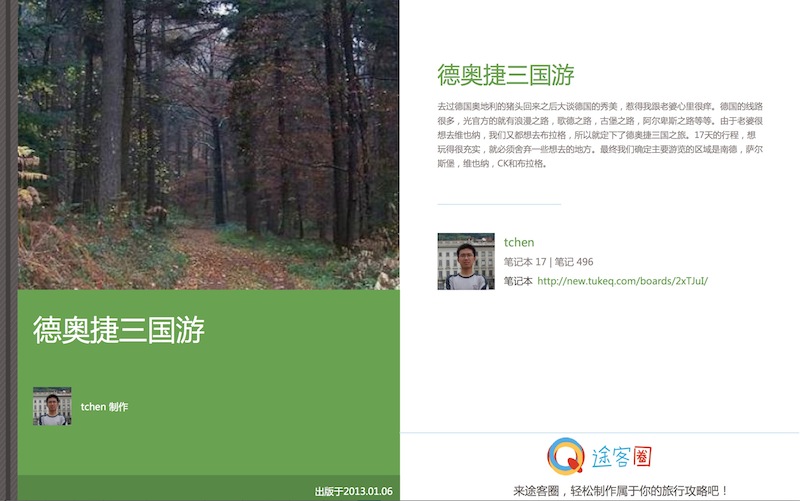 德奥捷三国游
tchen 制作
出版于2013.01.06
德奥捷三国游
去过德国奥地利的猪头回来之后大谈德国的秀美，惹得我跟老婆心里很痒。德国的线路
很多，光官方的就有浪漫之路，歌德之路，古堡之路，阿尔卑斯之路等等。由于老婆很
想去维也纳，我们又都想去布拉格，所以就定下了德奥捷三国之旅。17天的行程，想
玩得很充实，就必须舍弃一些想去的地方。最终我们确定主要游览的区域是南德，萨尔
斯堡，维也纳，CK和布拉格。
tchen
笔记本 17 | 笔记 496
笔记本 http://new.tukeq.com/boards/2xTJuI/
途客圈
来途客圈，轻松制作属于你的旅行攻略吧！